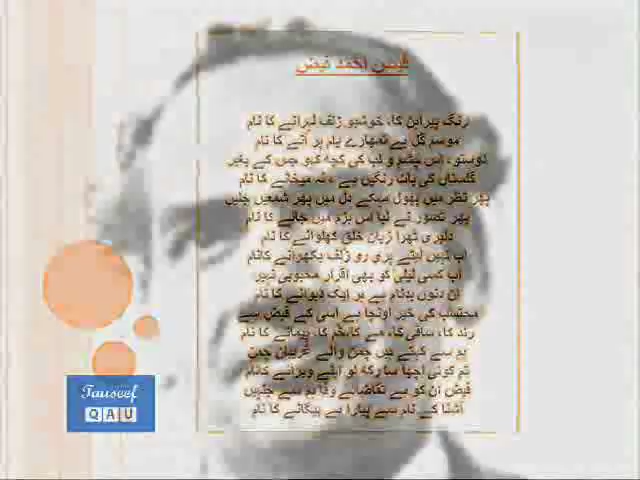 فیض احمد فیض
رنگ پیراہن کا، خوشبو زلف لہرانے کا نام
موسم گل ہے تمھارے بام پر آنے کا نام
دوستو، اس چشم و لب کی کچھ کہو جس کے بغیر
گلستاں کی بات رنگیں ہے ، نہ میخانے کا نام
پھر نظر میں پھول مہکے دل میں پھر شمعیں جلیں
پھر تصور نے لیا اس بزم میں جانے کا نام
دلبری ٹھرا زبان خلق کھلوانے کا نام
اب نہیں لیتے پری رو زلف بکھرانے کانام
اب کسی لیلیٰ کو بھی اقرار محبوبی نہیں
ان دنوں بدنام ہے ہر ایک دیوانے کا نام
محتسب کی خیر اونچا ہے اسی کے فیض سے
رند کا، ساقی کا، مے کا،خم کا، پیمانے کا نام
ہم سے کہتے ہیں چمن والے غریبان چمن
تم کوئی اچھا سا رکھ لو اپنے ویرانے کانام
فیض ان کو ہے تقاضائے وفا ہم سے جنہیں
آشنا کے نام سے پیارا ہے بیگانے کا نام
Tauseef
QAU